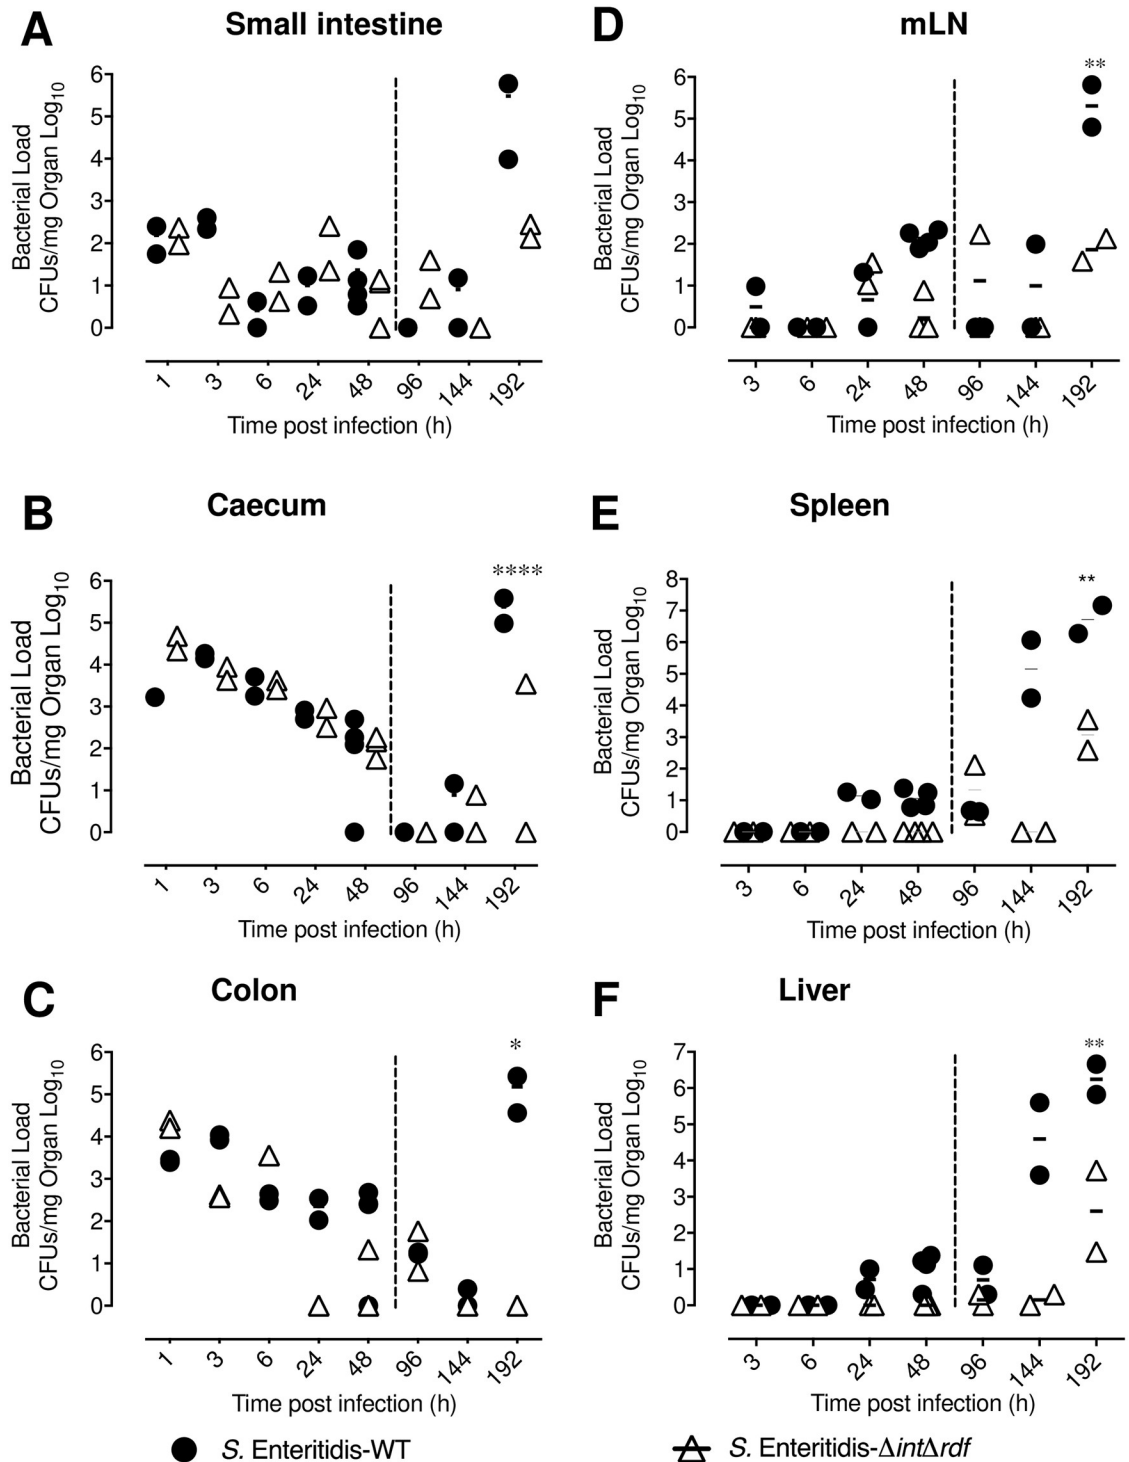 A
Small intestine
Bacterial Load
CFUs/mg Organ Log10
6
5
4
3
2
1
0
1 3 6 24 48 96 144 192
Time post infection (h)
D
mLN
**
Bacterial Load
CFUs/mg Organ Log10
6
5
4
3
2
1
0
3 6 24 48 96 144 192
Time post infection (h)
B
Caecum
****
Bacterial Load
CFUs/mg Organ Log10
6
5
4
3
2
1
0
1 3 6 24 48 96 144 192
Time post infection (h)
E
Spleen
**
Bacterial Load
CFUs/mg Organ Log10
8
7
6
5
4
3
2
1
0
3 6 24 48 96 144 192
Time post infection (h)
C
Colon
*
Bacterial Load
CFUs/mg Organ Log10
6
5
4
3
2
1
0
1 3 6 24 48 96 144 192
Time post infection (h)
F
Liver
**
Bacterial Load
CFUs/mg Organ Log10
7
6
5
4
3
2
1
0
3 6 24 48 96 144 192
Time post infection (h)
S. Enteritidis-WT
S. Enteritidis-ΔintΔrdf